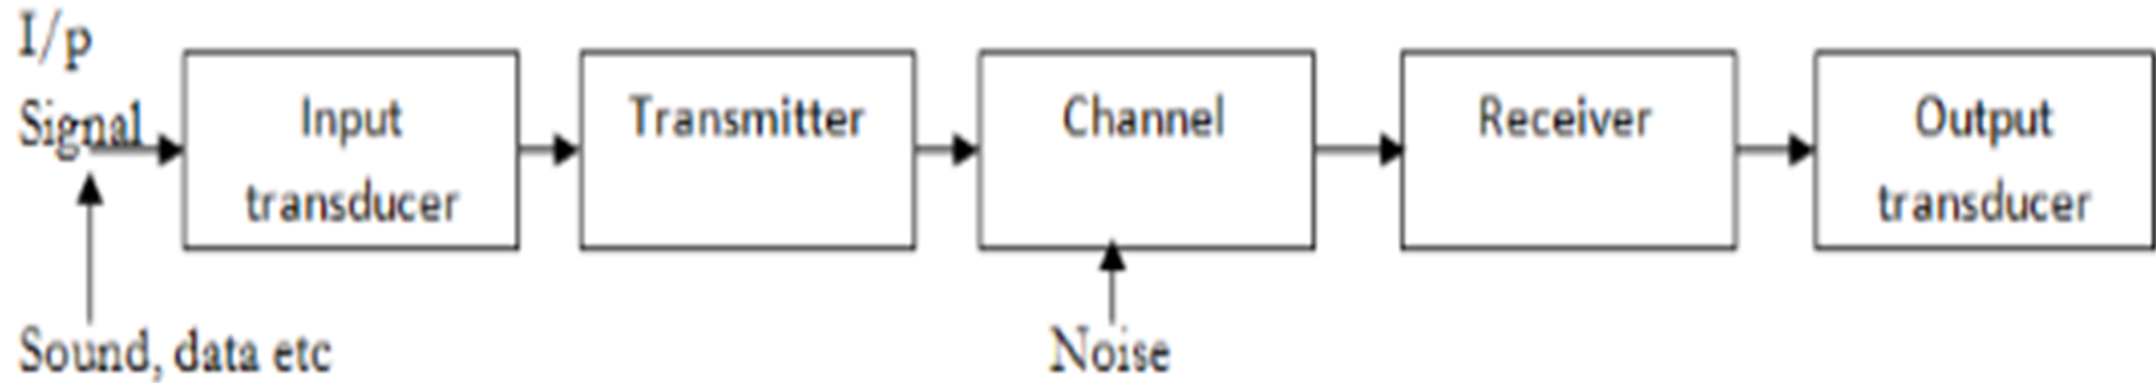 I/p
Signal
Input
transducer
Transmitter
Channel
Receiver
Output
transducer
Sound, data etc
Noise